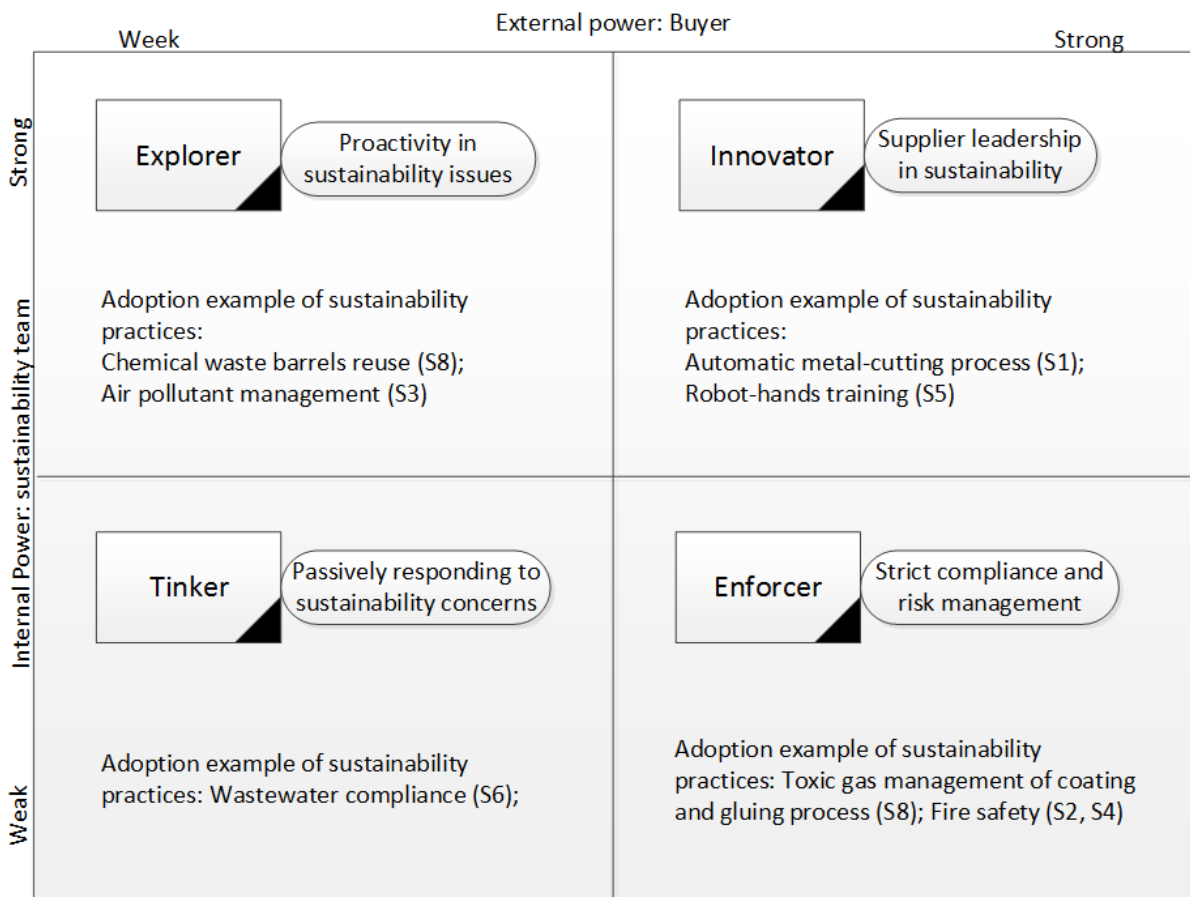 External power: Buyer
Week
Strong
Strong
Internal Power: sustainability team
Weak
Explorer
Proactivity in
sustainability issues
Adoption example of sustainability
practices:
Chemical waste barrels reuse (S8);
Air pollutant management (S3)
Innovator
Supplier leadership
in sustainability
Adoption example of sustainability
practices:
Automatic metal-cutting process (S1);
Robot-hands training (S5)
Tinker
Passively responding to
sustainability concerns
Adoption example of sustainability
practices: Wastewater compliance (S6);
Enforcer
Strict compliance and
risk management
Adoption example of sustainability
practices: Toxic gas management of coating
and gluing process (S8); Fire safety (S2, S4)